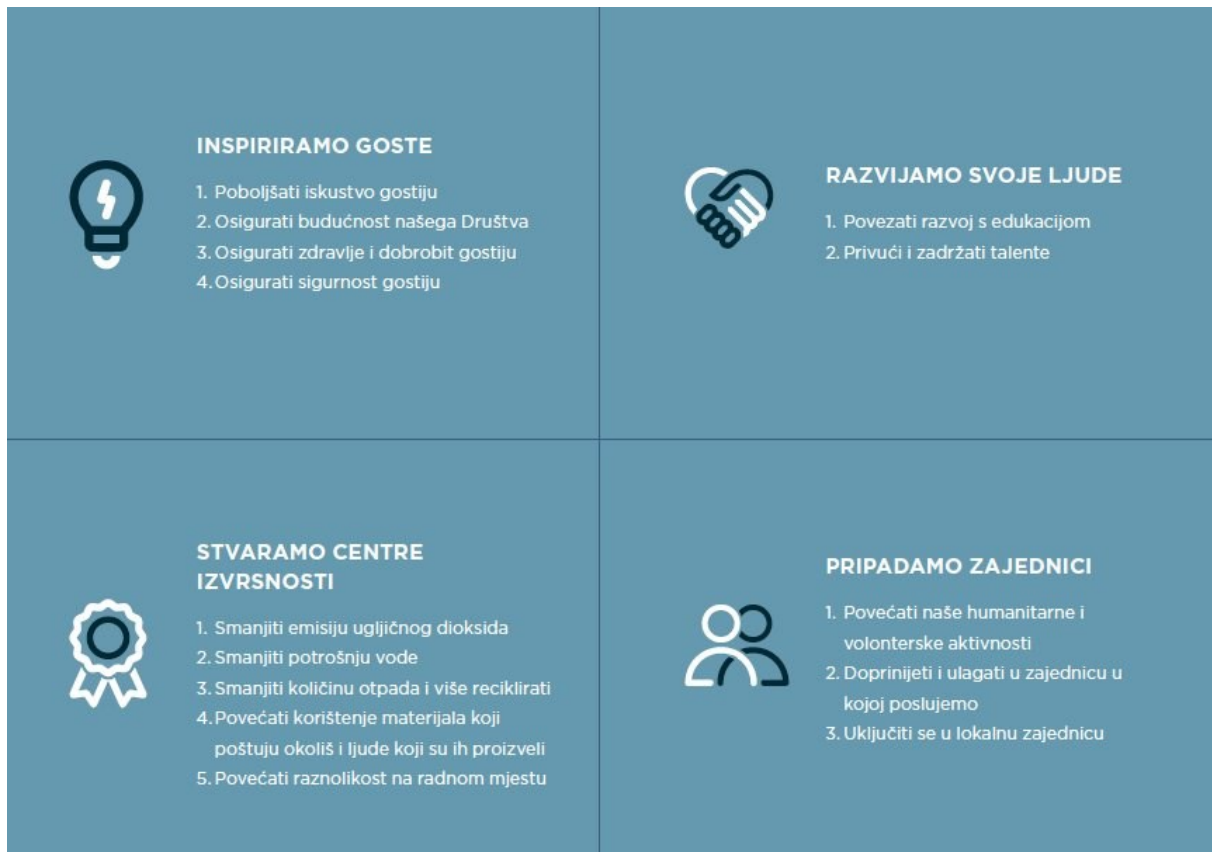 INSPIRIRAMO GOSTE
1. Poboljšati iskustvo gostiju
2. Osigurati budućnost našega Društva
3. Osigurati zdravlje i dobrobit gostiju
4. Osigurati sigurnost gostiju
RAZVIJAMO SVOJE LJUDE
1. Povezati razvoj s edukacijom
2. Privući i zadržati talente
STVARAMO CENTRE
IZVRSNOSTI
1. Smanjiti emisiju ugljičnog dioksida
2. Smanjiti potrošnju vode
3. Smanjiti količinu otpada i više reciklirati
4. Povećati korištenje materijala koji
poštuju okoliš i ljude koji su ih proizveli
5. Povećati raznolikost na radnom mjestu
PRIPADAMO ZAJEDNICI
1. Povećati naše humanitarne i
volonterske aktivnosti
2. Doprinijeti i ulagati u zajednicu u
kojoj poslujemo
3. Uključiti se u lokalnu zajednicu